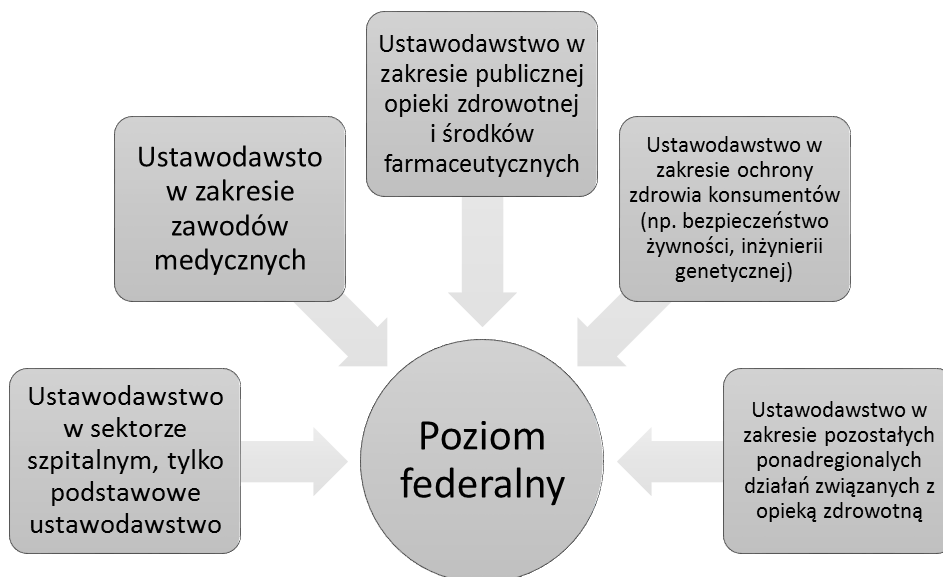 Ustawodawstwo w
zakresie publicznej
opieki zdrowotnej
i środków
farmaceutycznych
Ustawodawsto
w zakresie
zawodów
medycznych
Ustawodawstwo w
zakresie ochrony
zdrowia konsumentów
(np. bezpieczeństwo
żywności, inżynierii
genetycznej)
Ustawodawstwo
w sektorze
szpitalnym, tylko
podstawowe
ustawodawstwo
Poziom
federalny
Ustawodawstwo w
zakresie pozostałych
ponadregionalych
działań związanych z
opieką zdrowotną